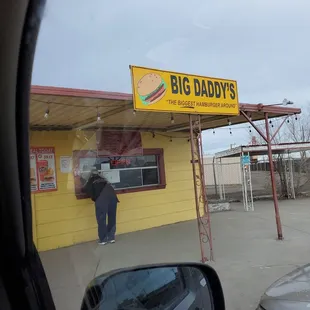 BIG DADDY'S
"THE BIGGEST HAMBURGER AROUND"